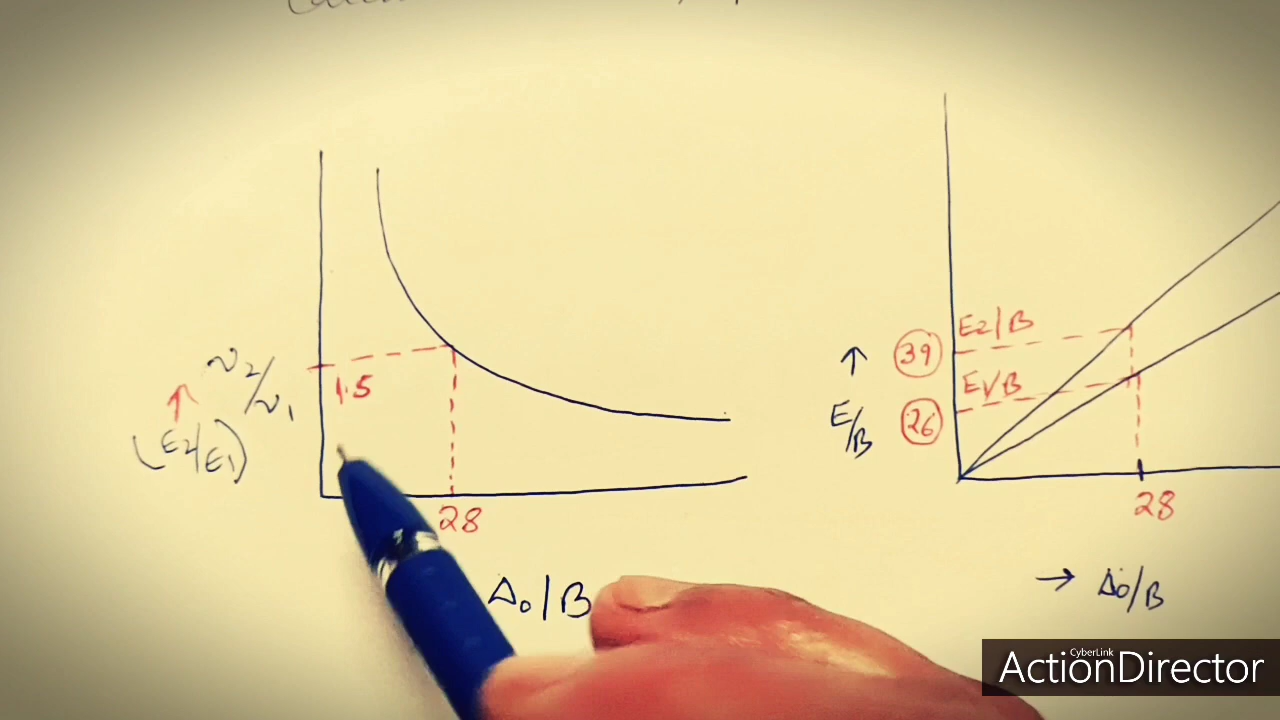 ν2/ν1
(E2/E1)
1.5
28
Δo/B
E/B
39
E2/B
26
E1/B
28
→ Δo/B
CyberLink
ActionDirector